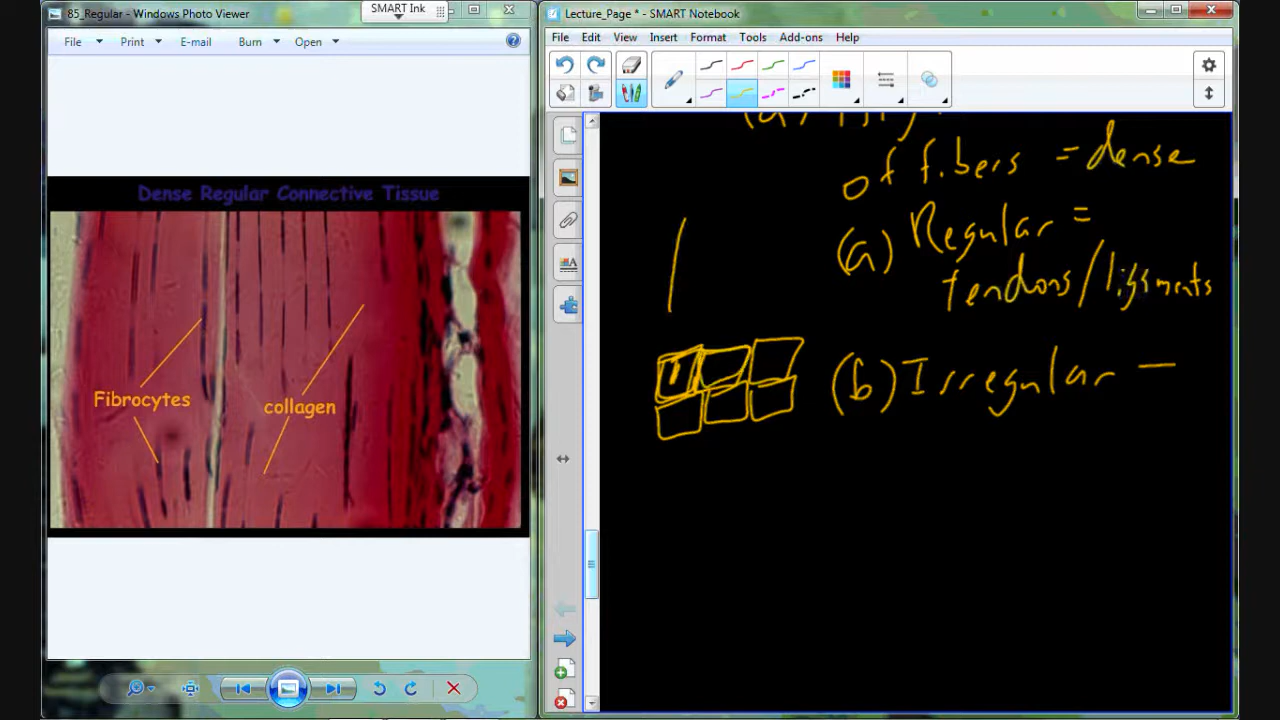 85_Regular - Windows Photo Viewer
SMART Ink
File Print E-mail Burn Open
Dense Regular Connective Tissue
Fibrocytes
collagen
Lecture_Page * - SMART Notebook
File Edit View Insert Format Tools Add-ons Help
of fibers = dense
(a) Regular =
tendons/ligaments
(b) Irregular —